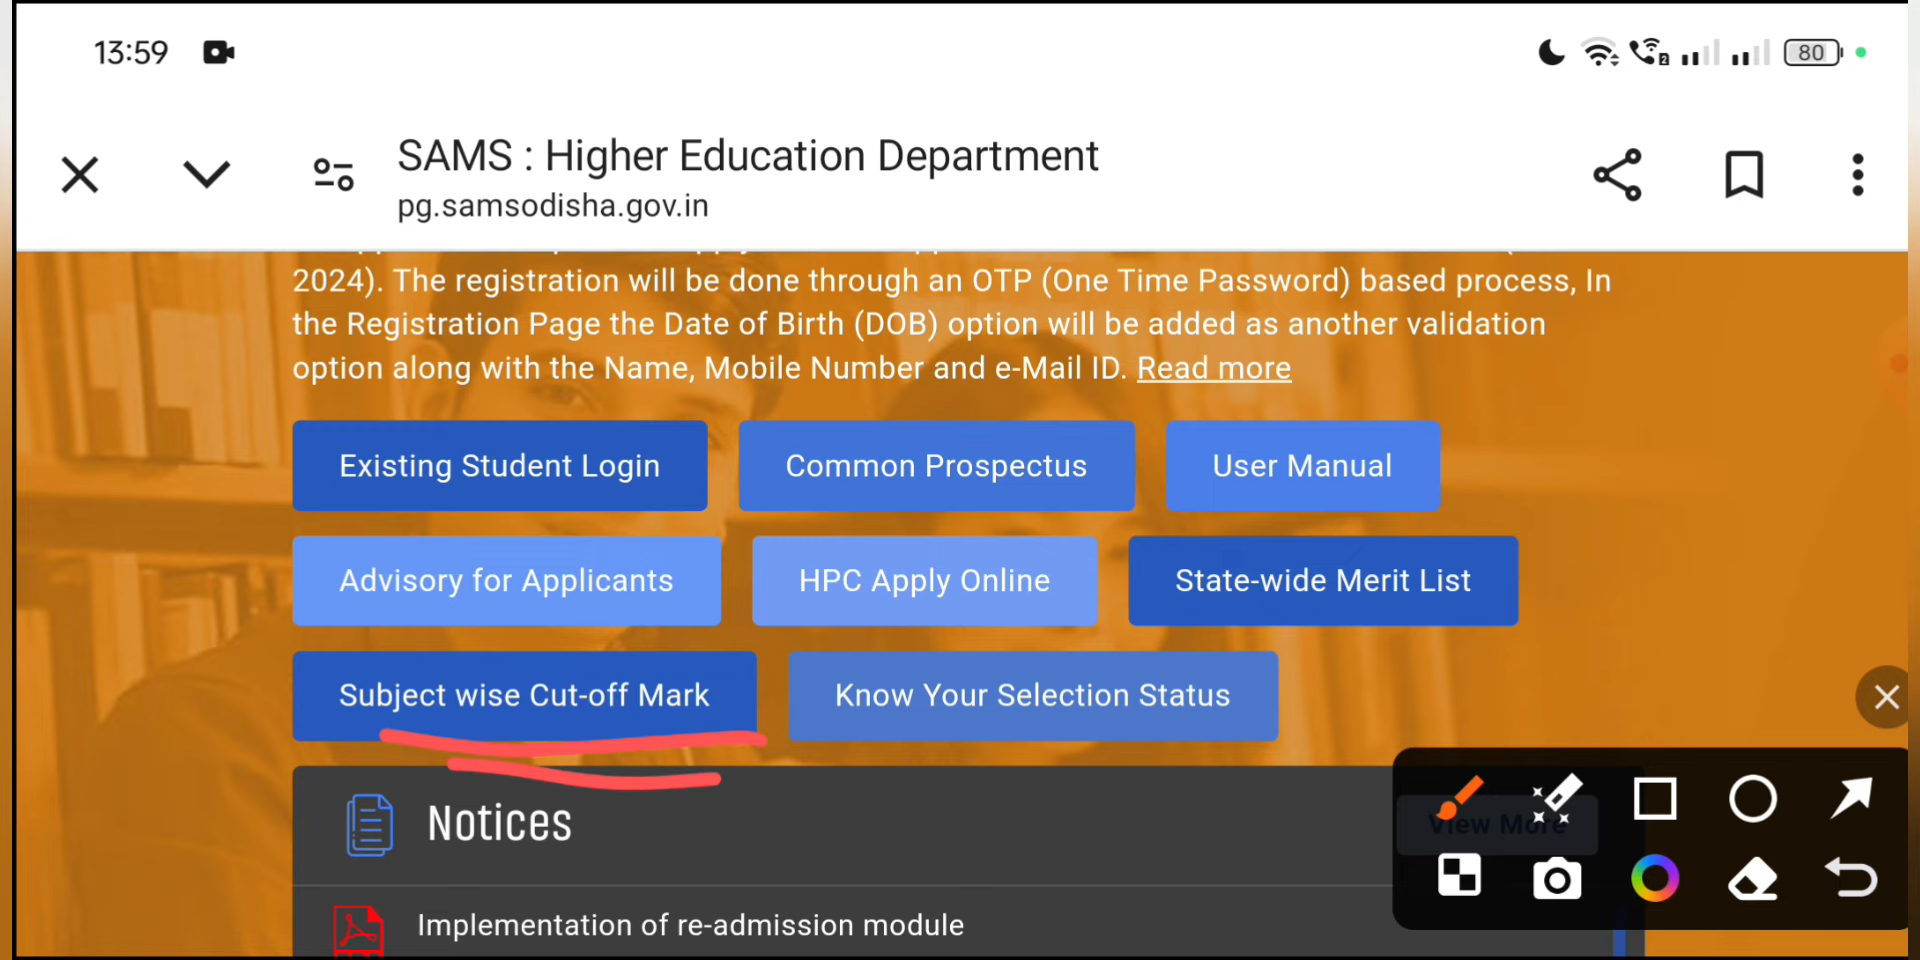 13:59
80
SAMS : Higher Education Department
pg.samsodisha.gov.in
2024). The registration will be done through an OTP (One Time Password) based process, In
the Registration Page the Date of Birth (DOB) option will be added as another validation
option along with the Name, Mobile Number and e-Mail ID. Read more
Existing Student Login
Common Prospectus
User Manual
Advisory for Applicants
HPC Apply Online
State-wide Merit List
Subject wise Cut-off Mark
Know Your Selection Status
Notices
View More
Implementation of re-admission module